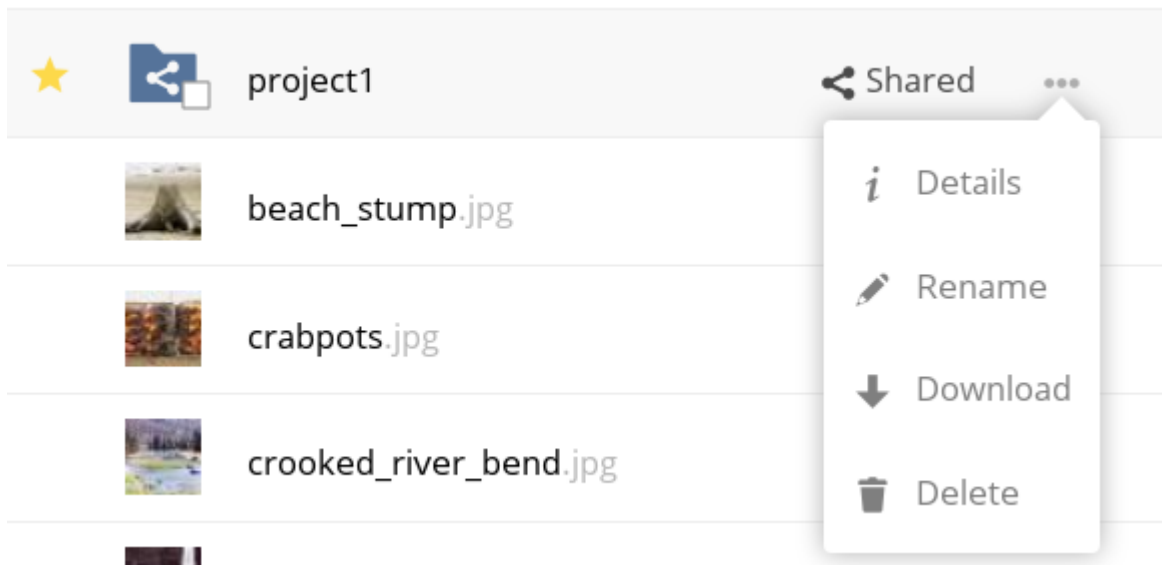 project1 Shared
Details
beach_stump.jpg
Rename
crabpots.jpg
Download
crooked_river_bend.jpg
Delete